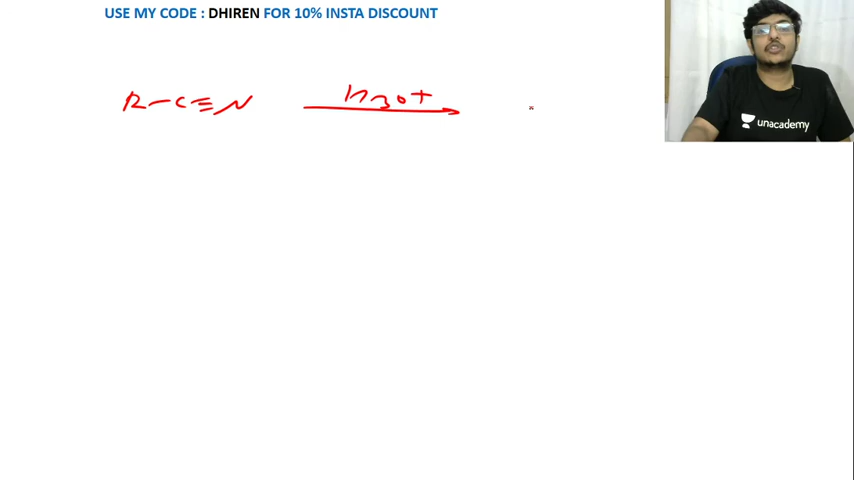 USE MY CODE : DHIREN FOR 10% INSTA DISCOUNT
R-C≡N H3O+
unacademy